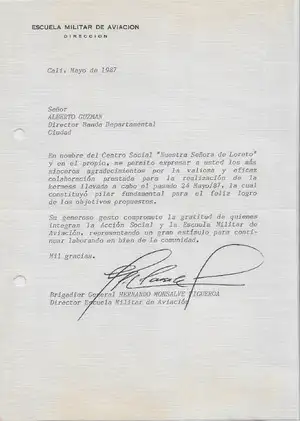 ESCUELA MILITAR DE AVIACION
DIRECCION
Cali, Mayo de 1987
Señor
ALBERTO GUZMAN
Director Banda Departamental
Ciudad
En nombre del Centro Social "Nuestra Señora de Loreto"
y en el propio, me permito expresar a usted los más
sinceros agradecimientos por la valiosa y eficaz
colaboración prestada para la realización de la
kermess llevada a cabo el pasado 24 Mayo/87, la cual
constituyó pilar fundamental para el feliz logro
de los objetivos propuestos.
Su generoso gesto compromete la gratitud de quienes
integran la Acción Social y la Escuela Militar de
Aviación, representando un gran estímulo para conti-
nuar laborando en bien de la comunidad.
Mil gracias,
Brigadier General HERNANDO MONSALVE FIGUEROA
Director Escuela Militar de Aviación